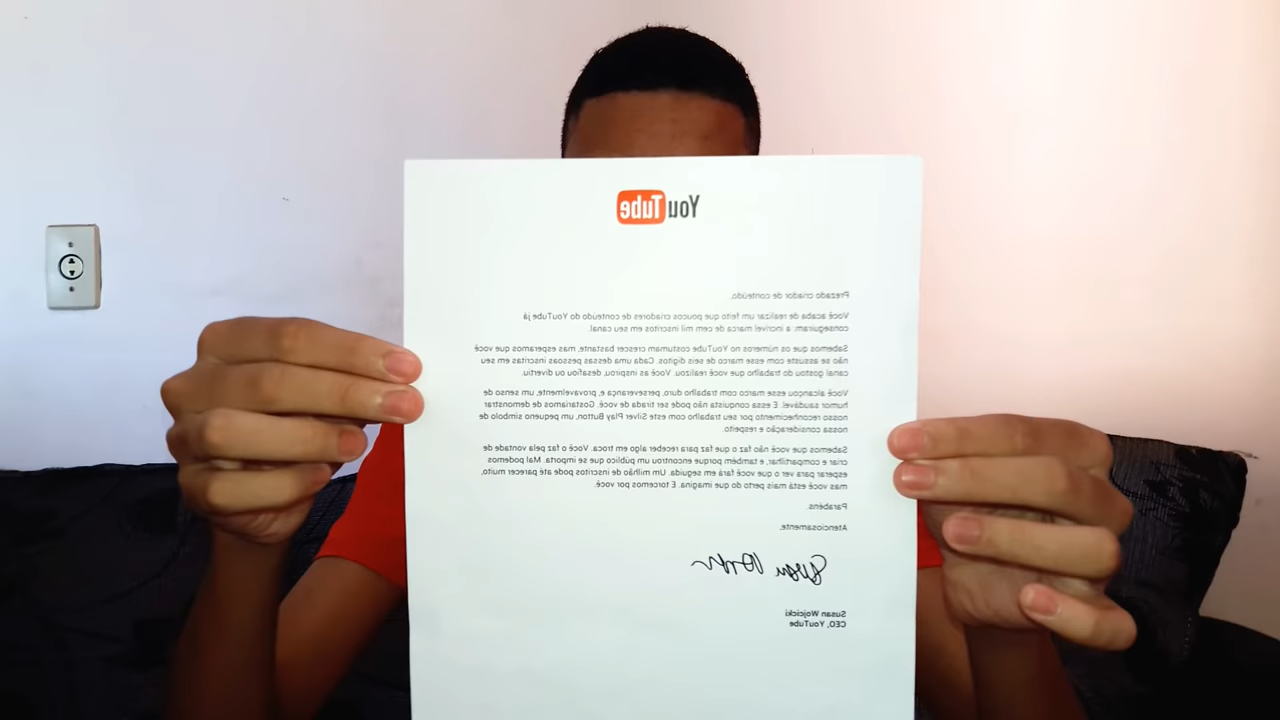 YouTube
Prezado criador de conteúdo,
Você acaba de realizar um feito que poucos criadores de conteúdo do YouTube já
conseguiram: a incrível marca de cem mil inscritos em seu canal.
Sabemos que os números no YouTube costumam crescer bastante, mas esperamos que você
não se assuste com esse marco de seis dígitos. Cada uma dessas pessoas inscritas em seu
canal gostou do trabalho que você realizou. Você as inspirou, desafiou ou divertiu.
Você alcançou esse marco com trabalho duro, perseverança e, provavelmente, um senso de
humor saudável. E essa conquista não pode ser tirada de você. Gostaríamos de demonstrar
nosso reconhecimento por seu trabalho com este Silver Play Button, um pequeno símbolo de
nossa consideração e respeito.
Sabemos que você não faz o que faz para receber algo em troca. Você o faz pela vontade de
criar e compartilhar, e também porque encontrou um público que se importa. Mal podemos
esperar para ver o que você fará em seguida. Um milhão de inscritos pode até parecer muito,
mas você está mais perto do que imagina. E torcemos por você.
Parabéns.
Atenciosamente,
Susan Wojcicki
CEO, YouTube